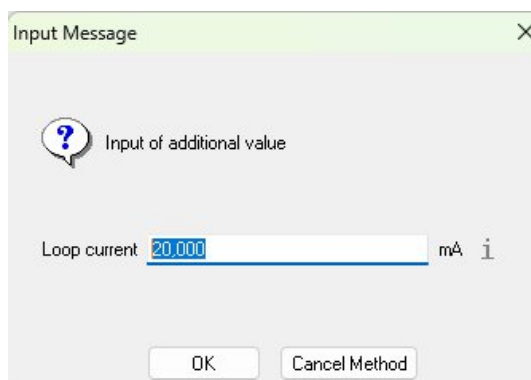 Input Message
Input of additional value
Loop current 20,000 mA i
OK Cancel Method